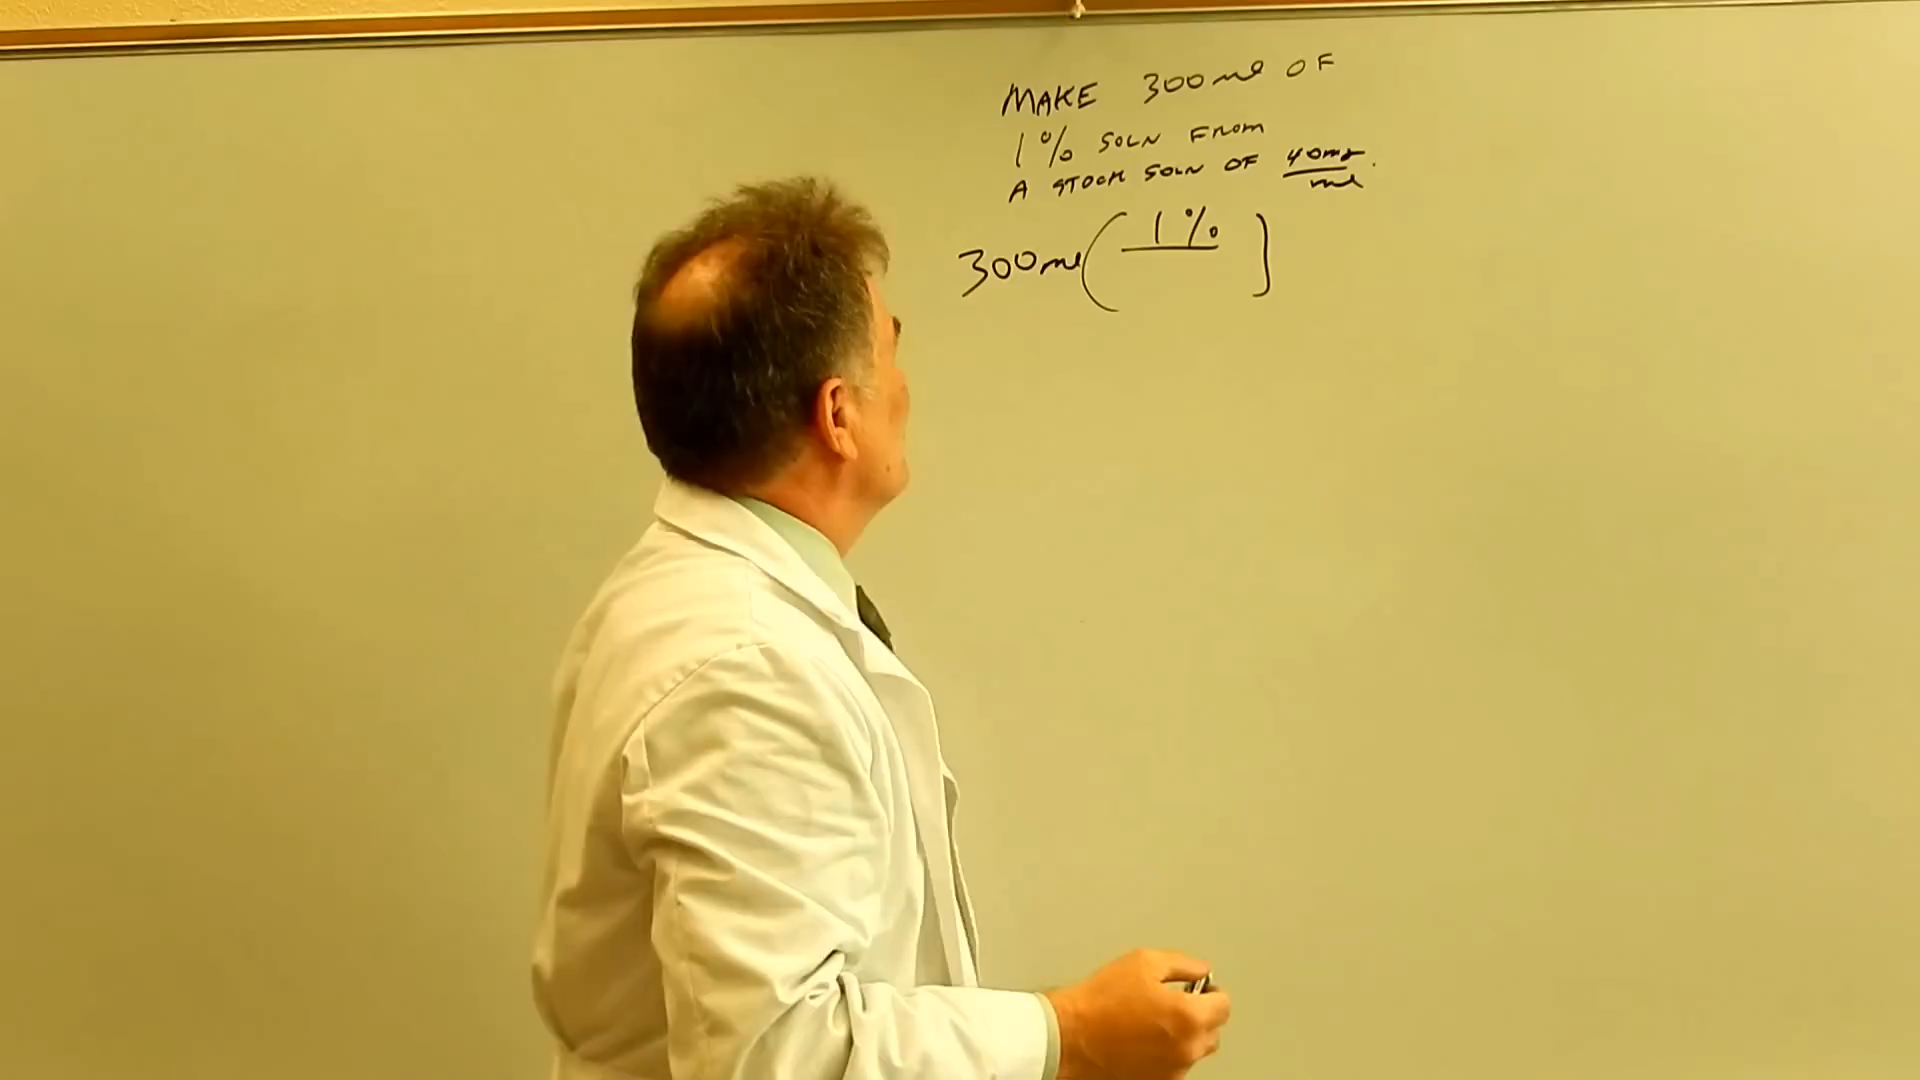 MAKE 300ml OF
1% SOLN FROM
A STOCK SOLN OF 40mg/ml.
300ml(1%/ ]